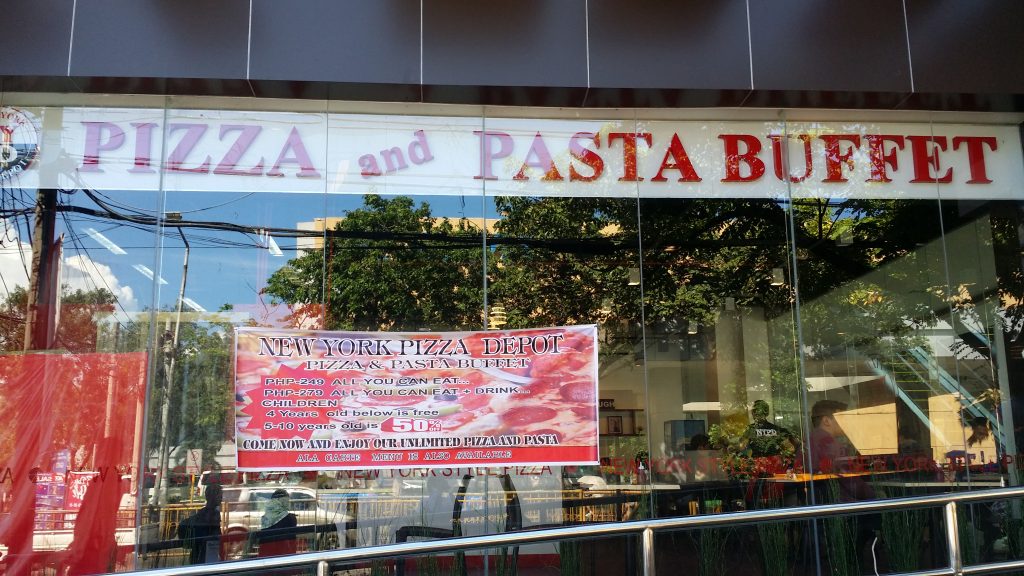 PIZZA and PASTA BUFFET
NEW YORK PIZZA DEPOT
PIZZA & PASTA BUFFET
PHP-249 ALL YOU CAN EAT...
PHP-279 ALL YOU CAN EAT + DRINK...
CHILDREN
4 Years old below is free
5-10 years old is 50%
COME NOW AND ENJOY OUR UNLIMITED PIZZA AND PASTA
ALA CARTE MENU IS ALSO AVAILABLE
NEW YORK STYLE PIZZA
NYPD